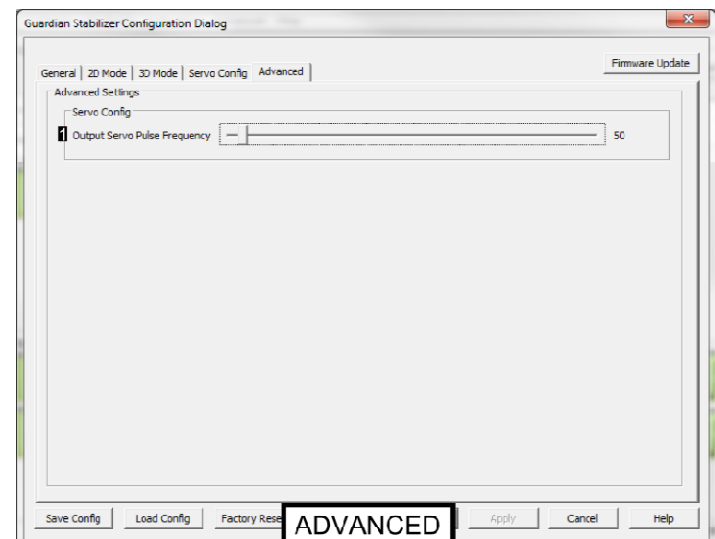 Guardian Stabilizer Configuration Dialog
Firmware Update
General 2D Mode 3D Mode Servo Config Advanced
Advanced Settings
Servo Config
1 Output Servo Pulse Frequency 50
Save Config Load Config Factory Rese Apply Cancel Help
ADVANCED